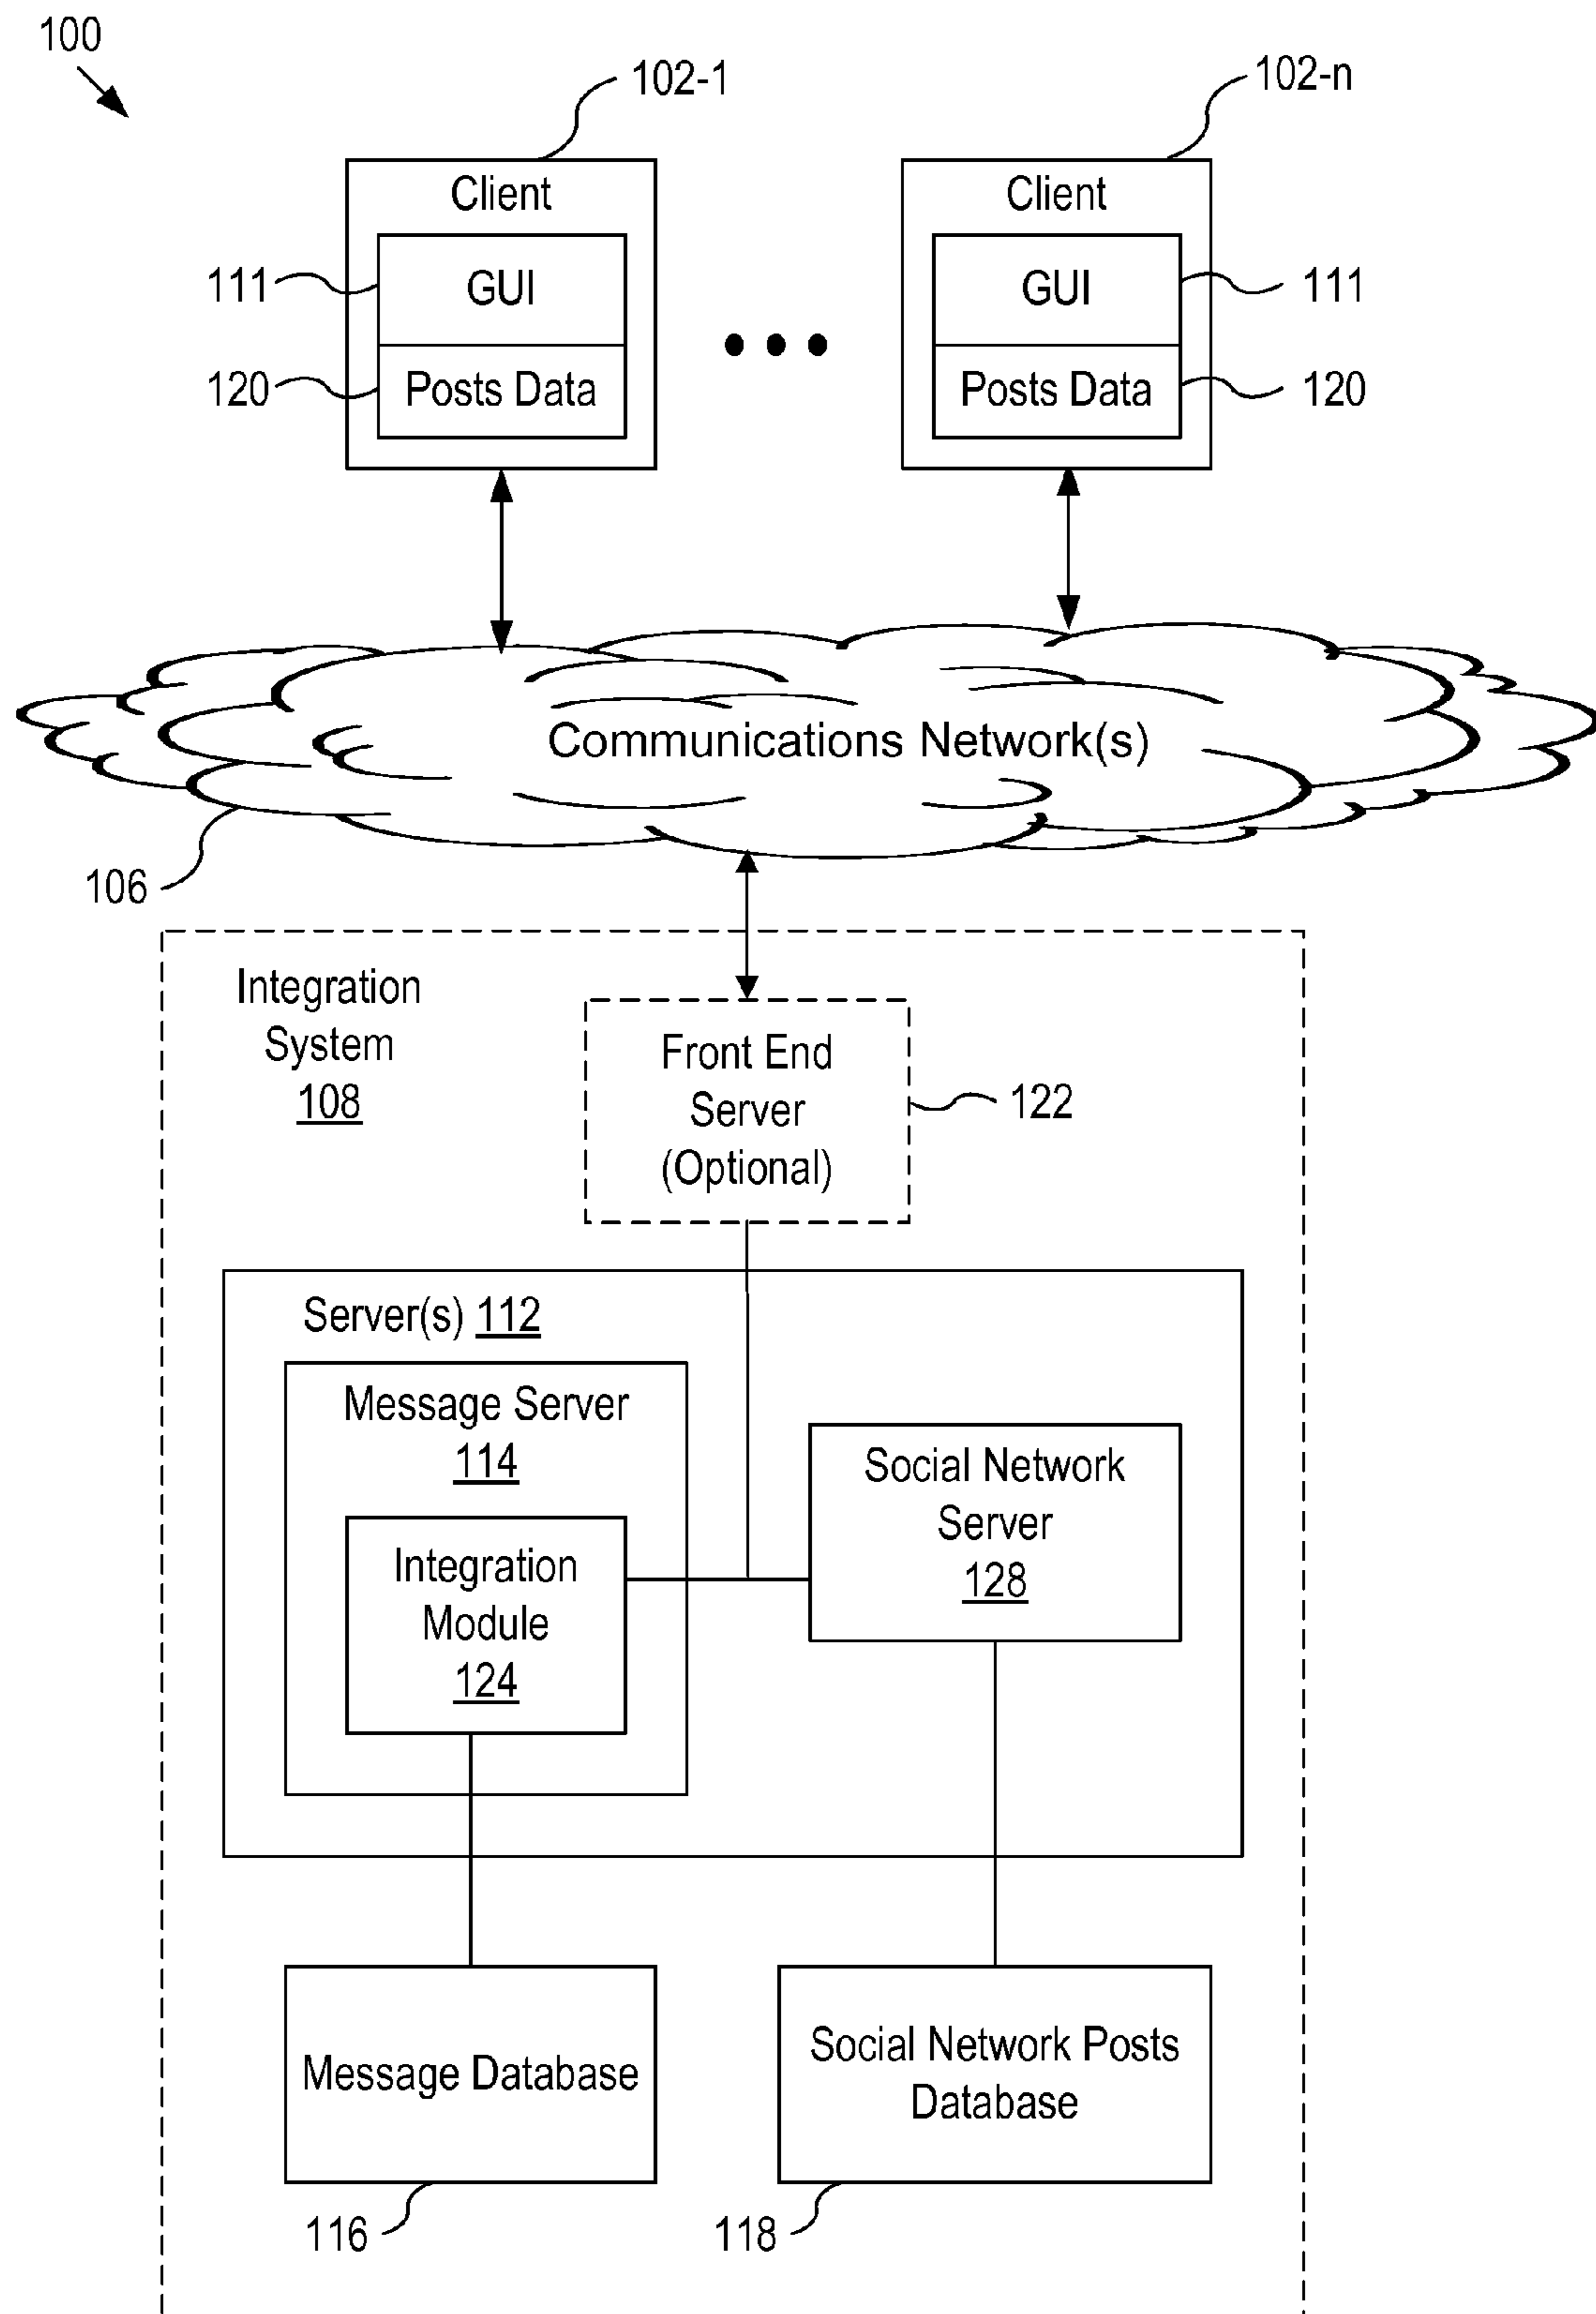 100
102-1
102-n
Client
Client
111
GUI
GUI
111
120
Posts Data
Posts Data
120
Communications Network(s)
106
Integration
System
108
Front End
Server
(Optional)
122
Server(s) 112
Message Server
114
Integration
Module
124
Social Network
Server
128
Message Database
Social Network Posts
Database
116
118